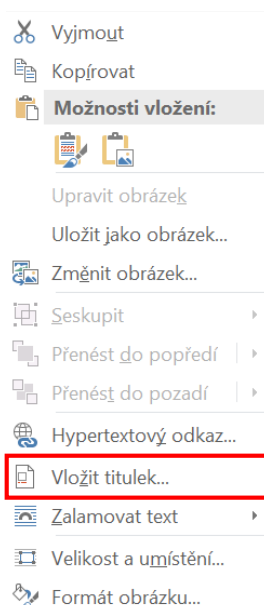 Vyjmout
Kopírovat
Možnosti vložení:
Upravit obrázek
Uložit jako obrázek...
Změnit obrázek...
Seskupit
Přenést do popředí
Přenést do pozadí
Hypertextový odkaz...
Vložit titulek...
Zalamovat text
Velikost a umístění...
Formát obrázku...